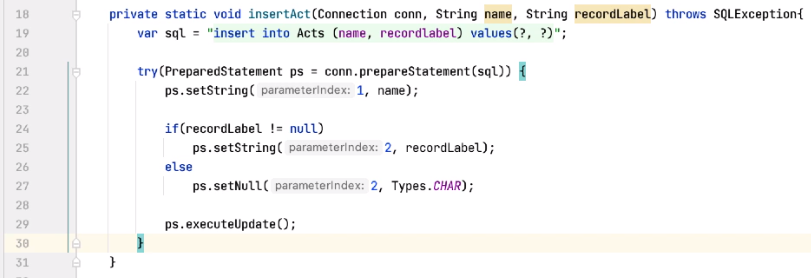 18 private static void insertAct(Connection conn, String name, String recordLabel) throws SQLException{
19 var sql = "insert into Acts (name, recordlabel) values(?, ?)";
20
21 try(PreparedStatement ps = conn.prepareStatement(sql)) {
22 ps.setString( parameterIndex: 1, name);
23
24 if(recordLabel != null)
25 ps.setString( parameterIndex: 2, recordLabel);
26 else
27 ps.setNull( parameterIndex: 2, Types.CHAR);
28
29 ps.executeUpdate();
30 }
31 }